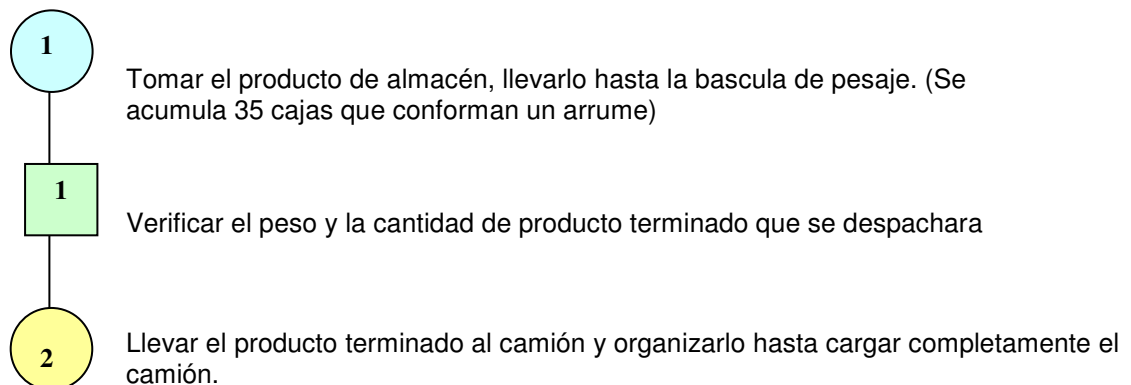 1
Tomar el producto de almacén, llevarlo hasta la bascula de pesaje. (Se
acumula 35 cajas que conforman un arrume)
1
Verificar el peso y la cantidad de producto terminado que se despachara
2
Llevar el producto terminado al camión y organizarlo hasta cargar completamente el
camión.